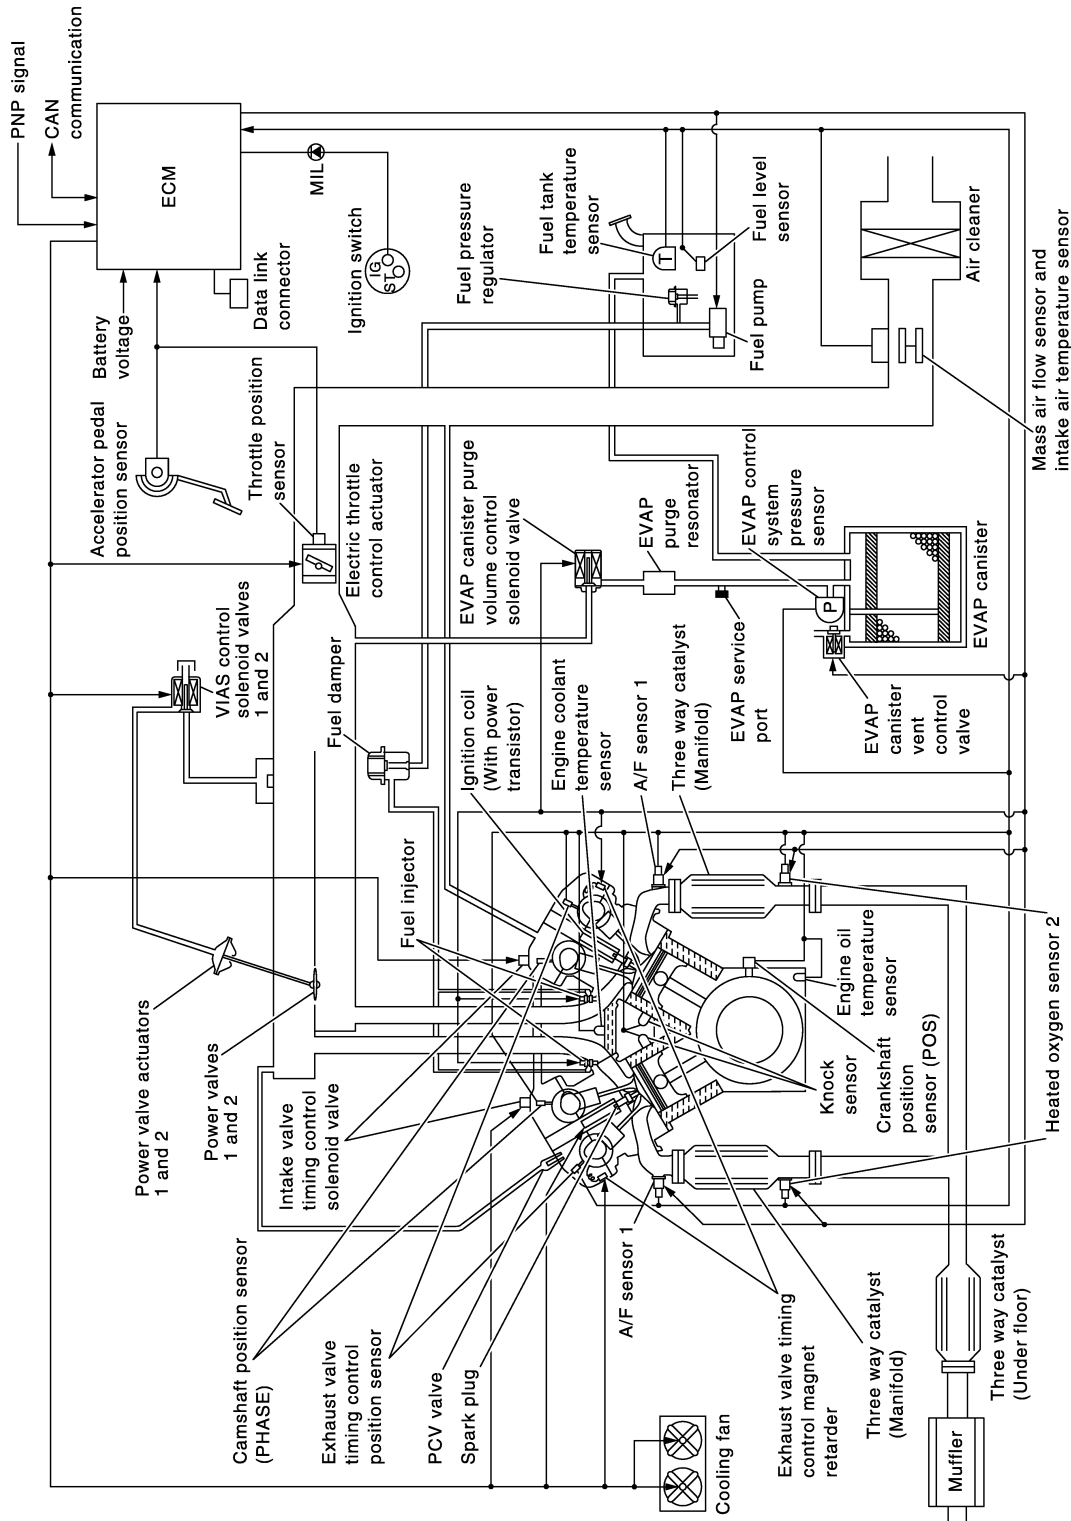 PNP signal
CAN
communication
ECM
MIL
Ignition switch
IG
ST
Data link
connector
Battery
voltage
Accelerator pedal
position sensor
Throttle position
sensor
Electric throttle
control actuator
VIAS control
solenoid valves
1 and 2
Fuel damper
Power valve actuators
1 and 2
Power valves
1 and 2
Intake valve
timing control
solenoid valve
Camshaft position sensor
(PHASE)
Exhaust valve
timing control
position sensor
PCV valve
Spark plug
Fuel injector
Ignition coil
(With power
transistor)
Engine coolant
temperature
sensor
A/F sensor 1
Three way catalyst
(Manifold)
EVAP canister purge
volume control
solenoid valve
Fuel pressure
regulator
Fuel tank
temperature
sensor
T
Fuel level
sensor
Fuel pump
EVAP
purge
resonator
EVAP service
port
EVAP control
system
pressure
sensor
P
EVAP canister
EVAP
canister
vent
control
valve
Air cleaner
Mass air flow sensor and
intake air temperature sensor
Engine oil
temperature
sensor
Knock
sensor
Crankshaft
position
sensor (POS)
Heated oxygen sensor 2
A/F sensor 1
Exhaust valve timing
control magnet
retarder
Three way catalyst
(Manifold)
Three way catalyst
(Under floor)
Cooling fan
Muffler